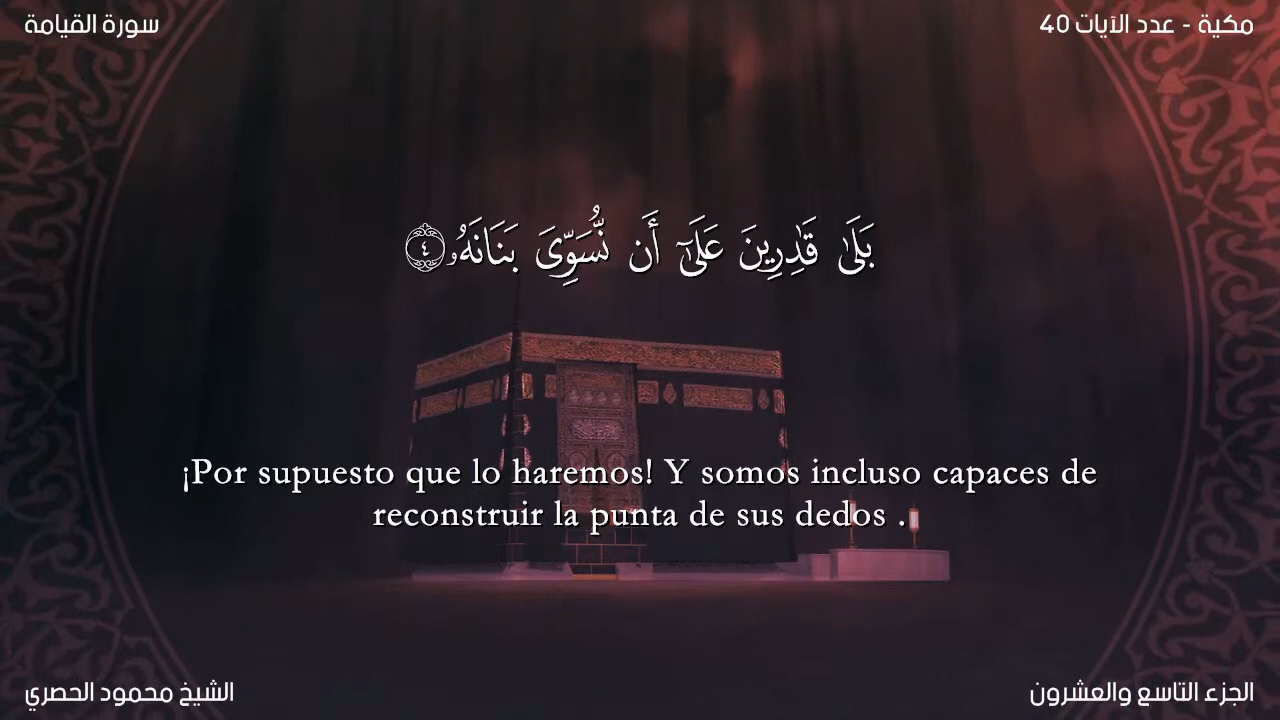 سورة القيامة
مكية - عدد الآيات 40
بَلَىٰ قَٰدِرِينَ عَلَىٰٓ أَن نُّسَوِّىَ بَنَانَهُۥ ٤
¡Por supuesto que lo haremos! Y somos incluso capaces de
reconstruir la punta de sus dedos .
الشيخ محمود الحصري
الجزء التاسع والعشرون